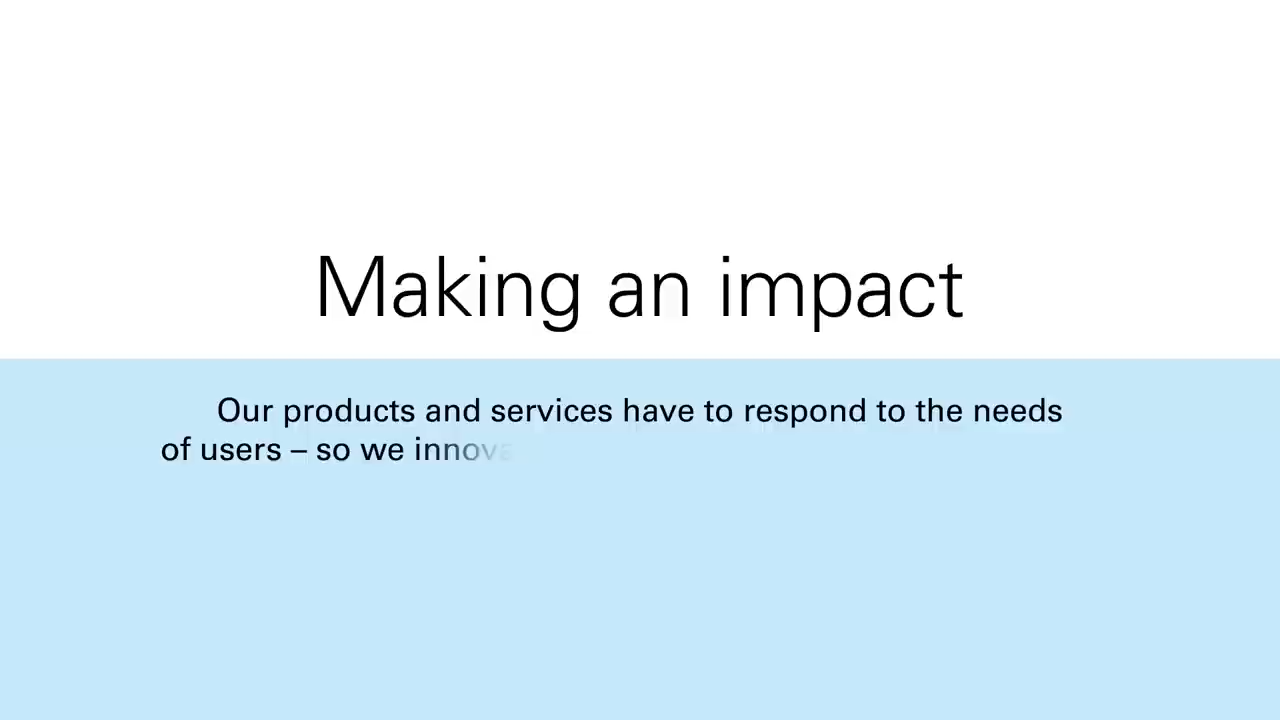 Making an impact
Our products and services have to respond to the needs
of users – so we